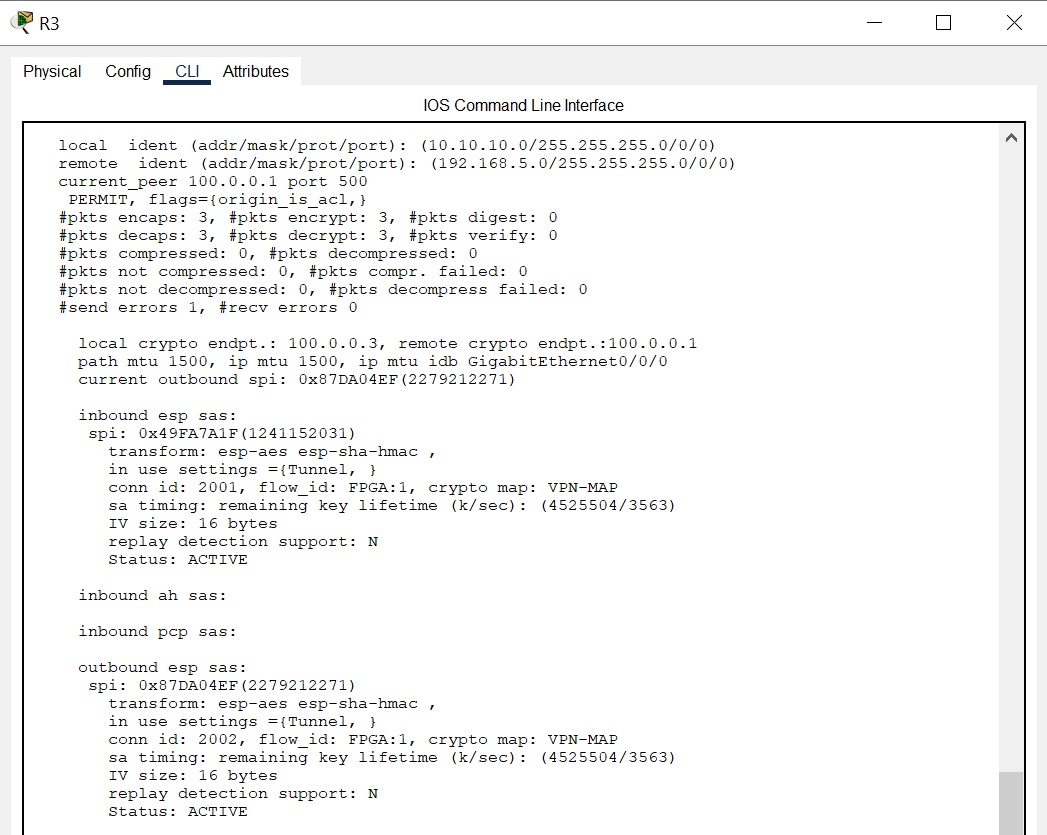 R3
Physical Config CLI Attributes
IOS Command Line Interface
local  ident (addr/mask/prot/port): (10.10.10.0/255.255.255.0/0/0)
remote  ident (addr/mask/prot/port): (192.168.5.0/255.255.255.0/0/0)
current_peer 100.0.0.1 port 500
PERMIT, flags={origin_is_acl,}
#pkts encaps: 3, #pkts encrypt: 3, #pkts digest: 0
#pkts decaps: 3, #pkts decrypt: 3, #pkts verify: 0
#pkts compressed: 0, #pkts decompressed: 0
#pkts not compressed: 0, #pkts compr. failed: 0
#pkts not decompressed: 0, #pkts decompress failed: 0
#send errors 1, #recv errors 0
local crypto endpt.: 100.0.0.3, remote crypto endpt.:100.0.0.1
path mtu 1500, ip mtu 1500, ip mtu idb GigabitEthernet0/0/0
current outbound spi: 0x87DA04EF(2279212271)
inbound esp sas:
spi: 0x49FA7A1F(1241152031)
transform: esp-aes esp-sha-hmac ,
in use settings ={Tunnel, }
conn id: 2001, flow_id: FPGA:1, crypto map: VPN-MAP
sa timing: remaining key lifetime (k/sec): (4525504/3563)
IV size: 16 bytes
replay detection support: N
Status: ACTIVE
inbound ah sas:
inbound pcp sas:
outbound esp sas:
spi: 0x87DA04EF(2279212271)
transform: esp-aes esp-sha-hmac ,
in use settings ={Tunnel, }
conn id: 2002, flow_id: FPGA:1, crypto map: VPN-MAP
sa timing: remaining key lifetime (k/sec): (4525504/3563)
IV size: 16 bytes
replay detection support: N
Status: ACTIVE